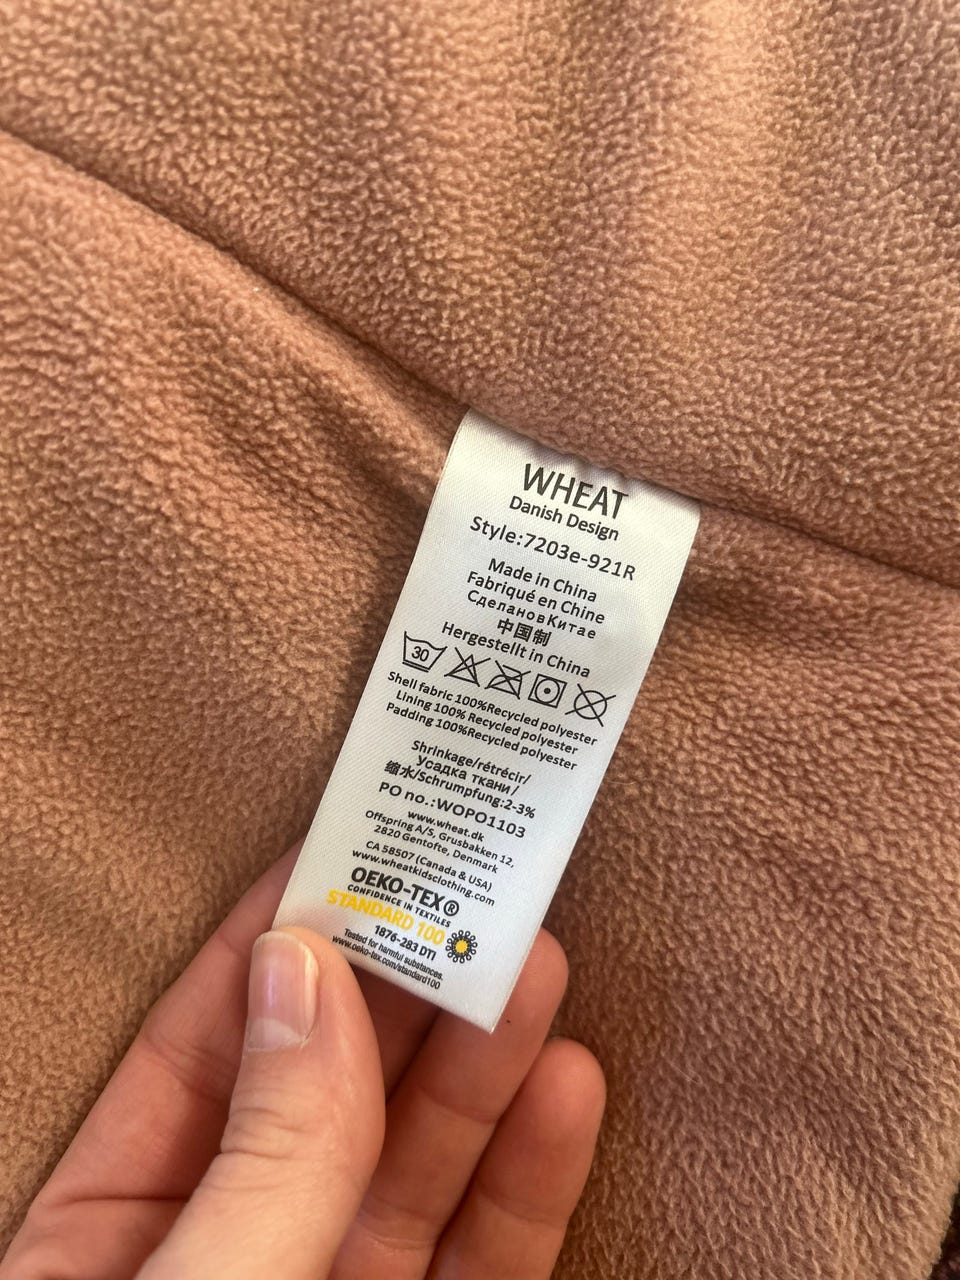 WHEAT
Danish Design
Style:7203e-921R
Made in China
Fabriqué en Chine
СделановКитае
中国制
Hergestellt in China
30
Shell fabric 100%Recycled polyester
Lining 100% Recycled polyester
Padding 100%Recycled polyester
Shrinkage/rétrécir/
Усадка ткани/
缩水/Schrumpfung:2-3%
PO no.:WOPO1103
www.wheat.dk
Offspring A/S, Grusbakken 12,
2820 Gentofte, Denmark
CA 58507 (Canada & USA)
www.wheatkidsclothing.com
OEKO-TEX®
CONFIDENCE IN TEXTILES
STANDARD 100
1876-283 DTI
Tested for harmful substances.
www.oeko-tex.com/standard100